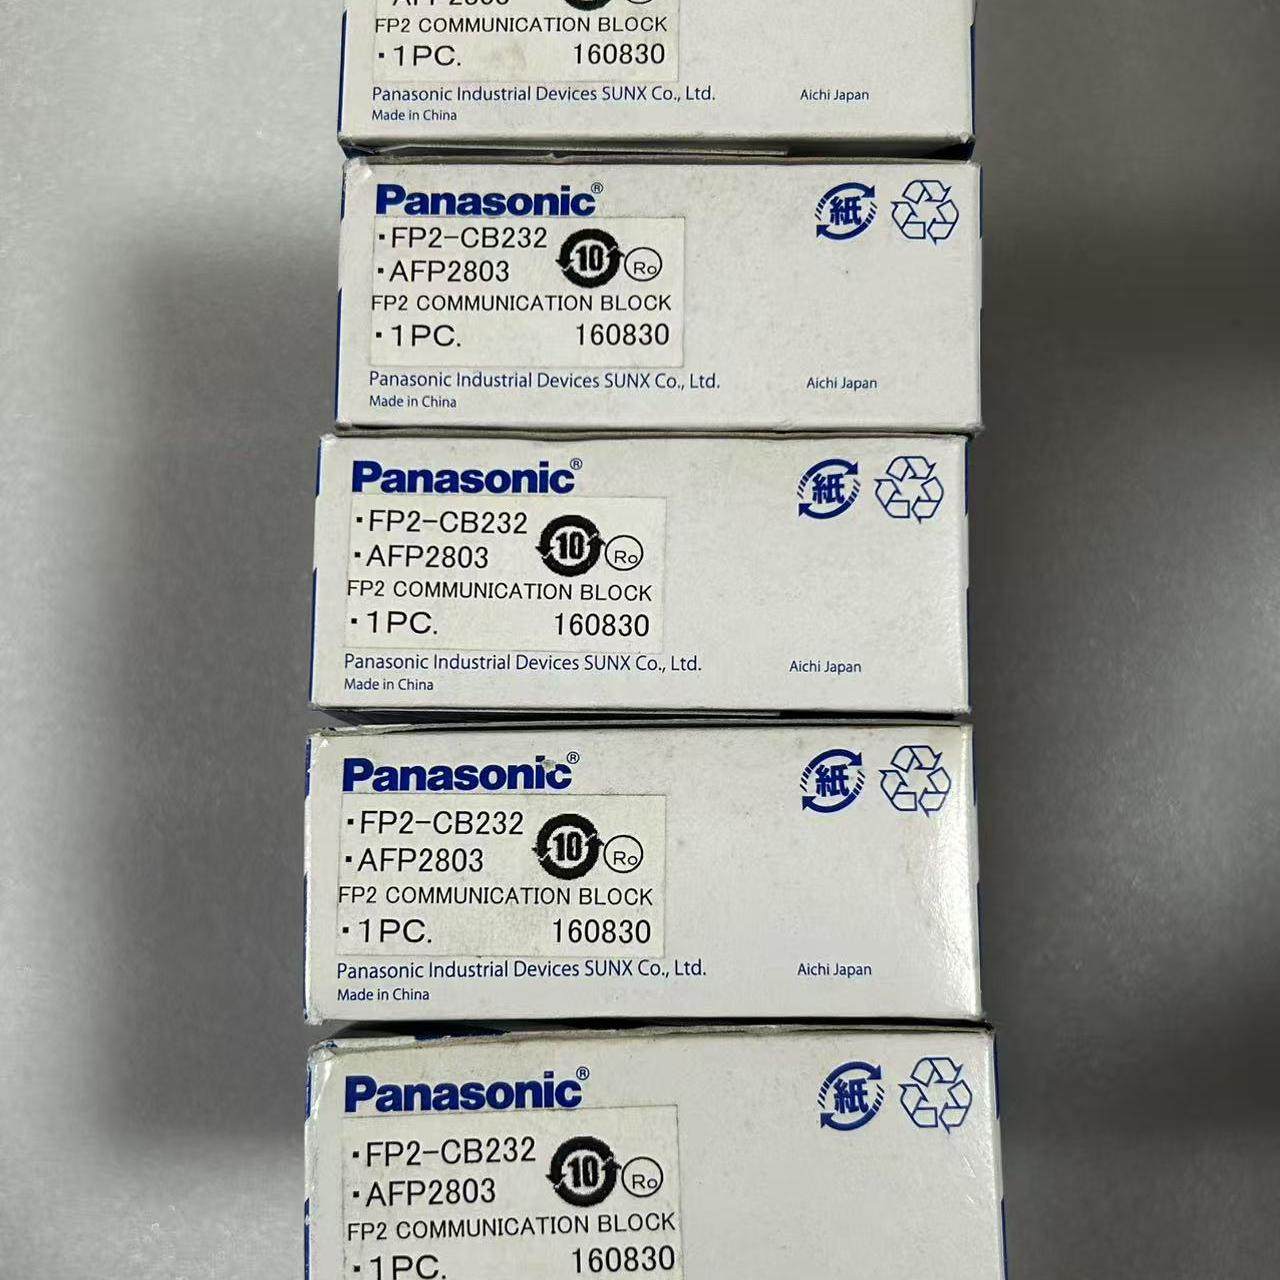 FP2 COMMUNICATION BLOCK
・1PC. 160830
Panasonic Industrial Devices SUNX Co., Ltd. Aichi Japan
Made in China
Panasonic® 紙
・FP2-CB232
10 Ro
・AFP2803
FP2 COMMUNICATION BLOCK
・1PC. 160830
Panasonic Industrial Devices SUNX Co., Ltd. Aichi Japan
Made in China
Panasonic® 紙
・FP2-CB232
10 Ro
・AFP2803
FP2 COMMUNICATION BLOCK
・1PC. 160830
Panasonic Industrial Devices SUNX Co., Ltd. Aichi Japan
Made in China
Panasonic® 紙
・FP2-CB232
10 Ro
・AFP2803
FP2 COMMUNICATION BLOCK
・1PC. 160830
Panasonic Industrial Devices SUNX Co., Ltd. Aichi Japan
Made in China
Panasonic® 紙
・FP2-CB232
10 Ro
・AFP2803
FP2 COMMUNICATION BLOCK
・1PC. 160830